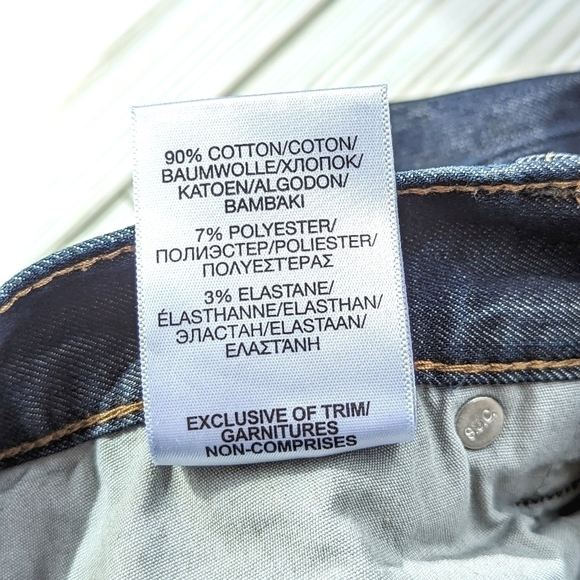 90% COTTON/COTON/
BAUMWOLLE/ХЛОПОК/
KATOEN/ALGODON/
ΒΑΜΒΆΚΙ
7% POLYESTER/
ПОЛИЭСТЕР/POLIESTER/
ΠΟΛΥΕΣΤΈΡΑΣ
3% ELASTANE/
ÉLASTHANNE/ELASTHAN/
ЭЛАСТАН/ELASTAAN/
ΕΛΑΣΤΆΝΗ
EXCLUSIVE OF TRIM/
GARNITURES
NON-COMPRISES